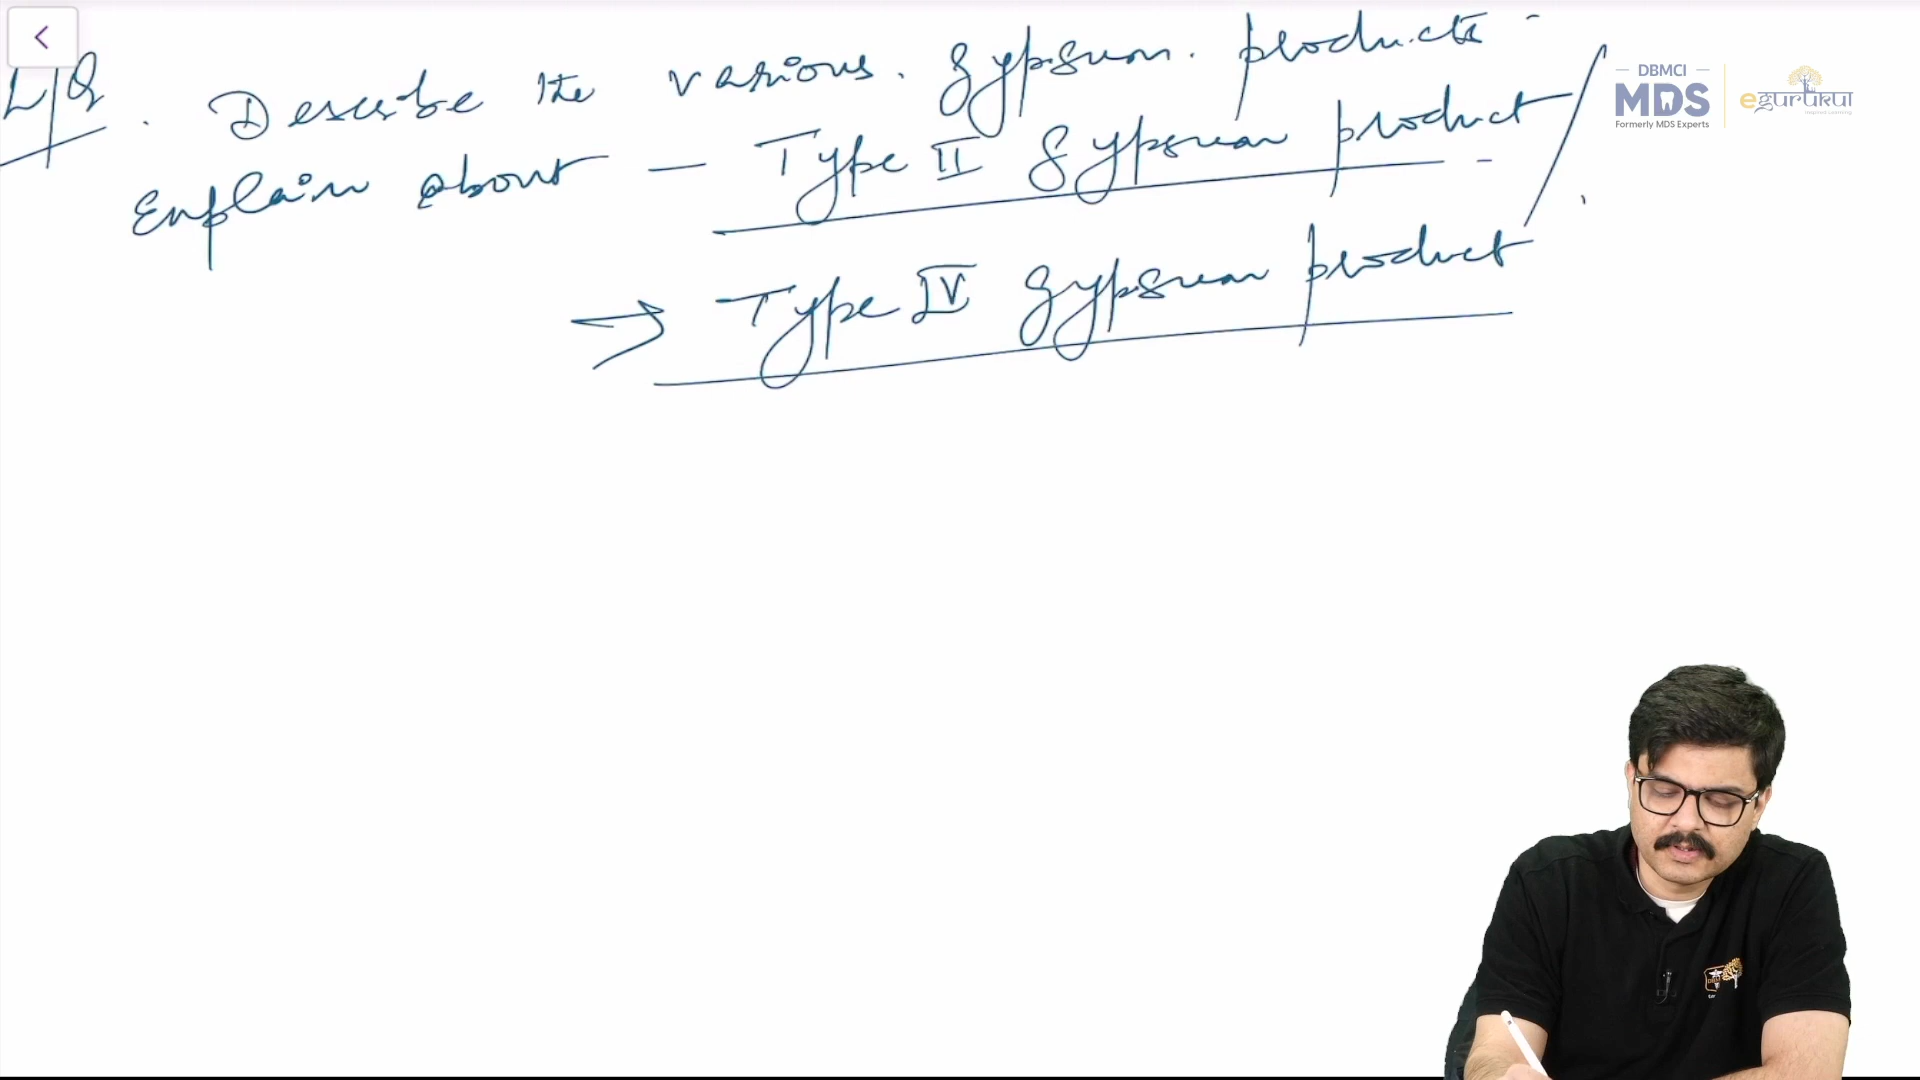 L/Q. Describe the various. gypsum. products -
Explain about - Type II gypsum product -
→ Type IV gypsum product
DBMCI
MDS
Formerly MDS Experts
egurukul